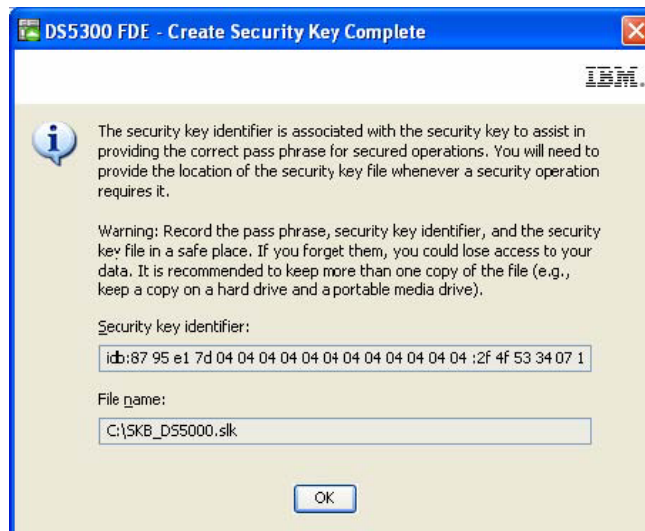 DS5300 FDE - Create Security Key Complete
IBM.
The security key identifier is associated with the security key to assist in
providing the correct pass phrase for secured operations. You will need to
provide the location of the security key file whenever a security operation
requires it.
Warning: Record the pass phrase, security key identifier, and the security
key file in a safe place. If you forget them, you could lose access to your
data. It is recommended to keep more than one copy of the file (e.g.,
keep a copy on a hard drive and a portable media drive).
Security key identifier:
idb:87 95 e1 7d 04 04 04 04 04 04 04 04 04 04 04 04 :2f 4f 53 34 07 1
File name:
C:\SKB_DS5000.slk
OK